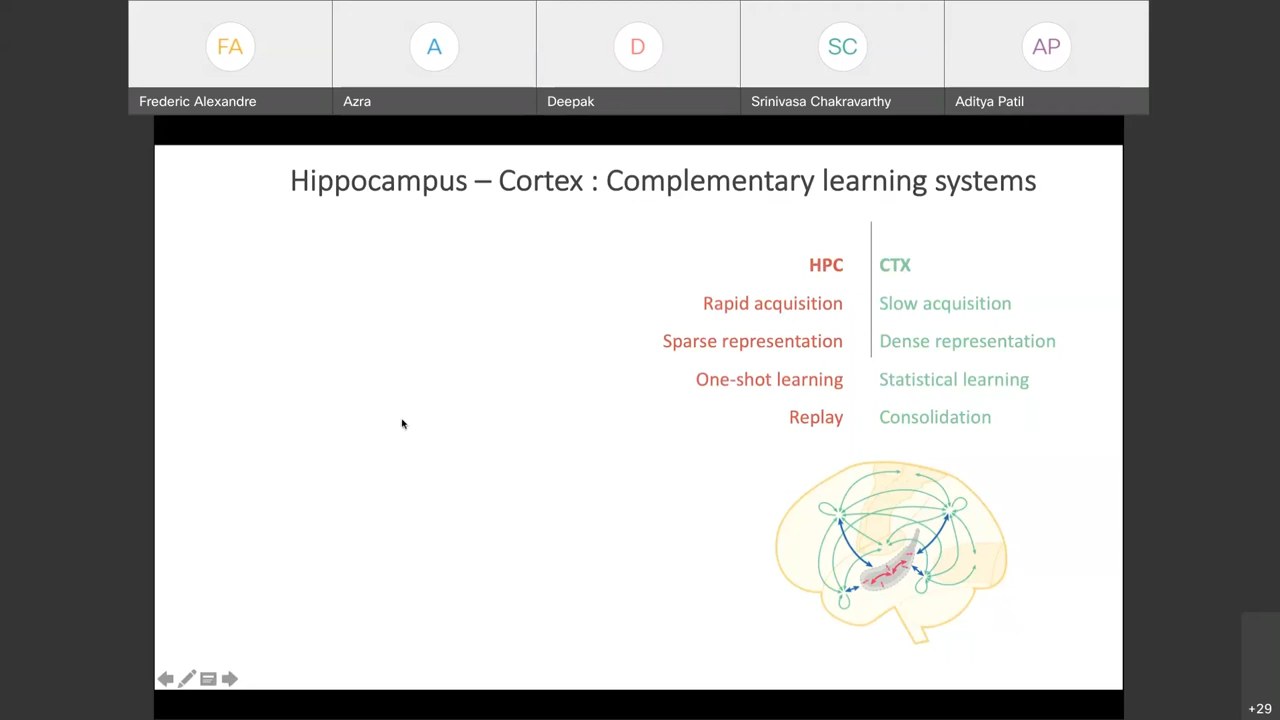 FA
A
D
SC
AP
Frederic Alexandre
Azra
Deepak
Srinivasa Chakravarthy
Aditya Patil
Hippocampus – Cortex : Complementary learning systems
HPC CTX
Rapid acquisition Slow acquisition
Sparse representation Dense representation
One-shot learning Statistical learning
Replay Consolidation
+29